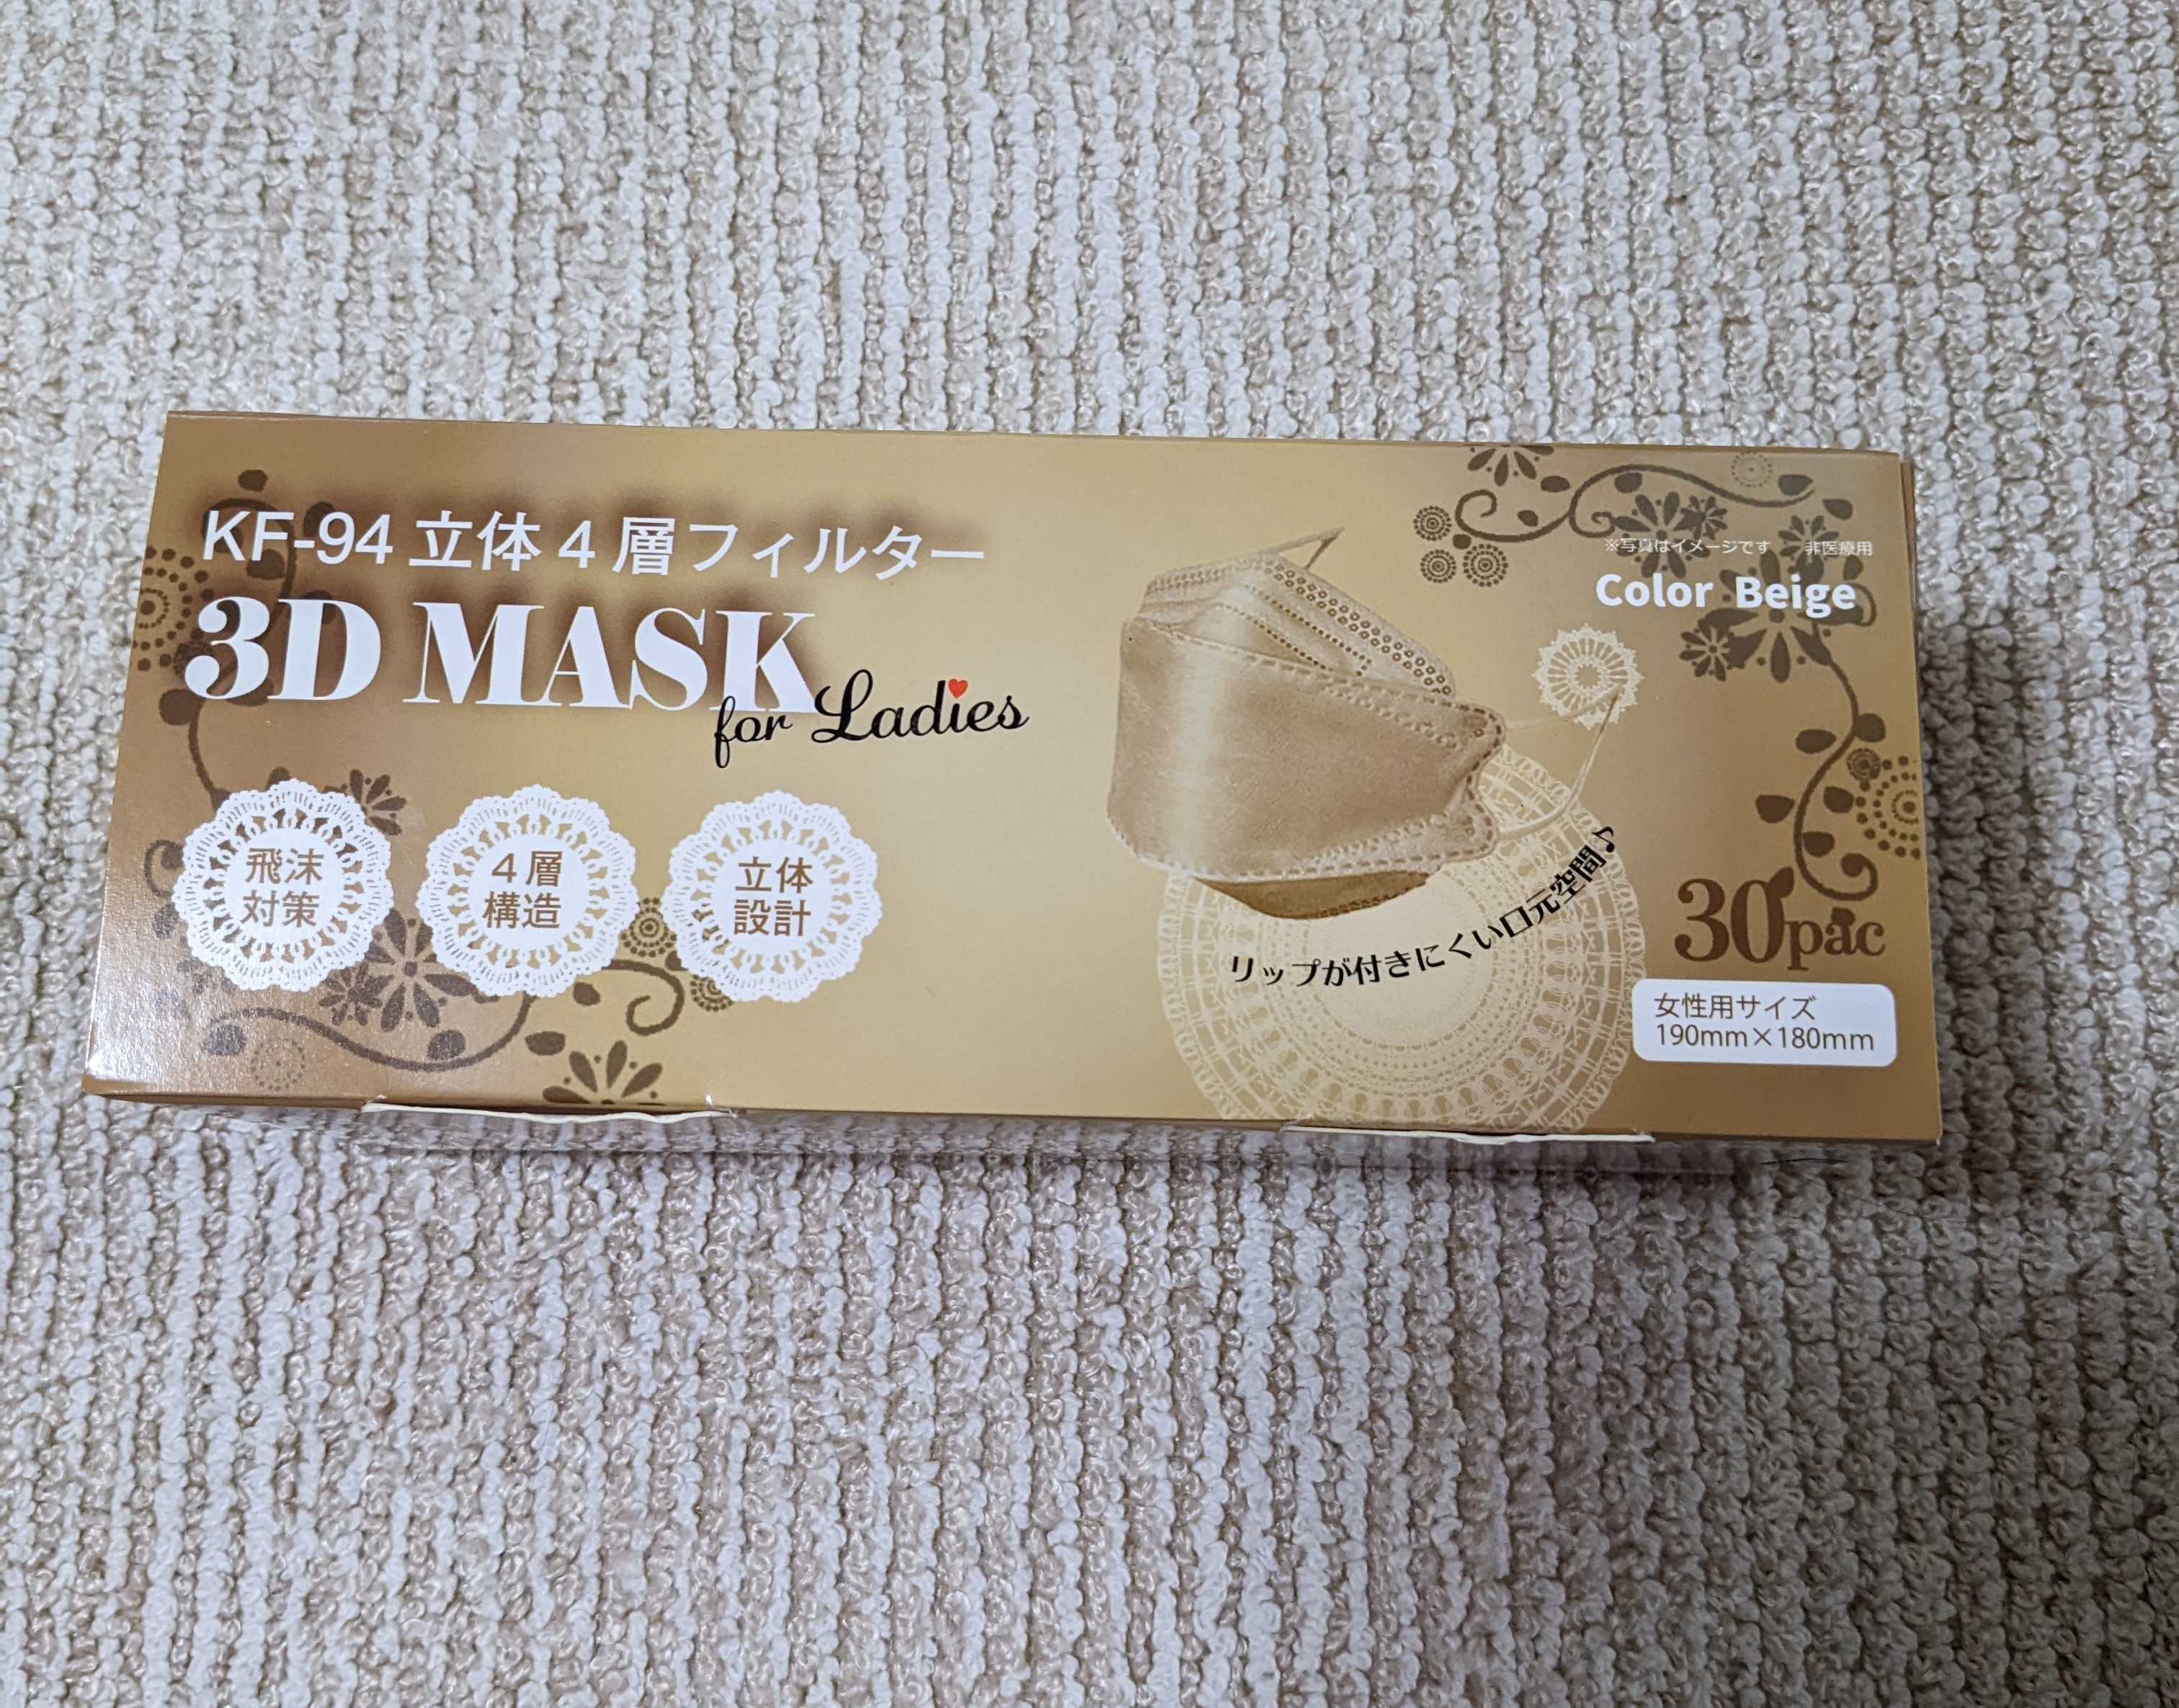 KF-94 立体４層フィルター
3D MASK
for Ladies
飛沫
対策
４層
構造
立体
設計
※写真はイメージです 非医療用
Color Beige
リップが付きにくい口元空間♪
30pac
女性用サイズ
190mm×180mm